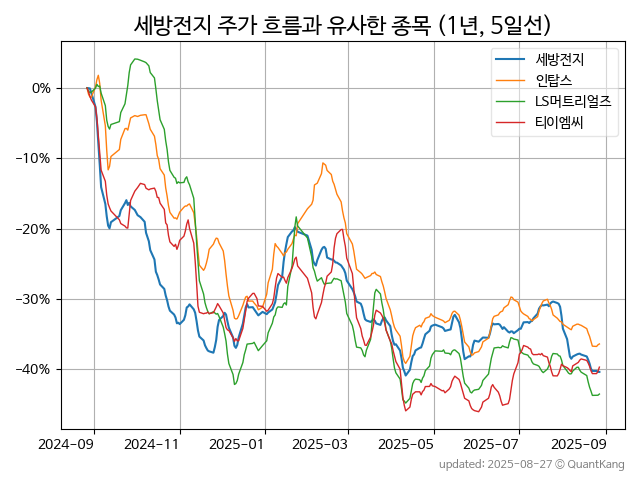 세방전지 주가 흐름과 유사한 종목 (1년, 5일선)
세방전지
인탑스
LS머트리얼즈
티이엠씨
0%
−10%
−20%
−30%
−40%
2024-09 2024-11 2025-01 2025-03 2025-05 2025-07 2025-09
updated: 2025-08-27 © QuantKang